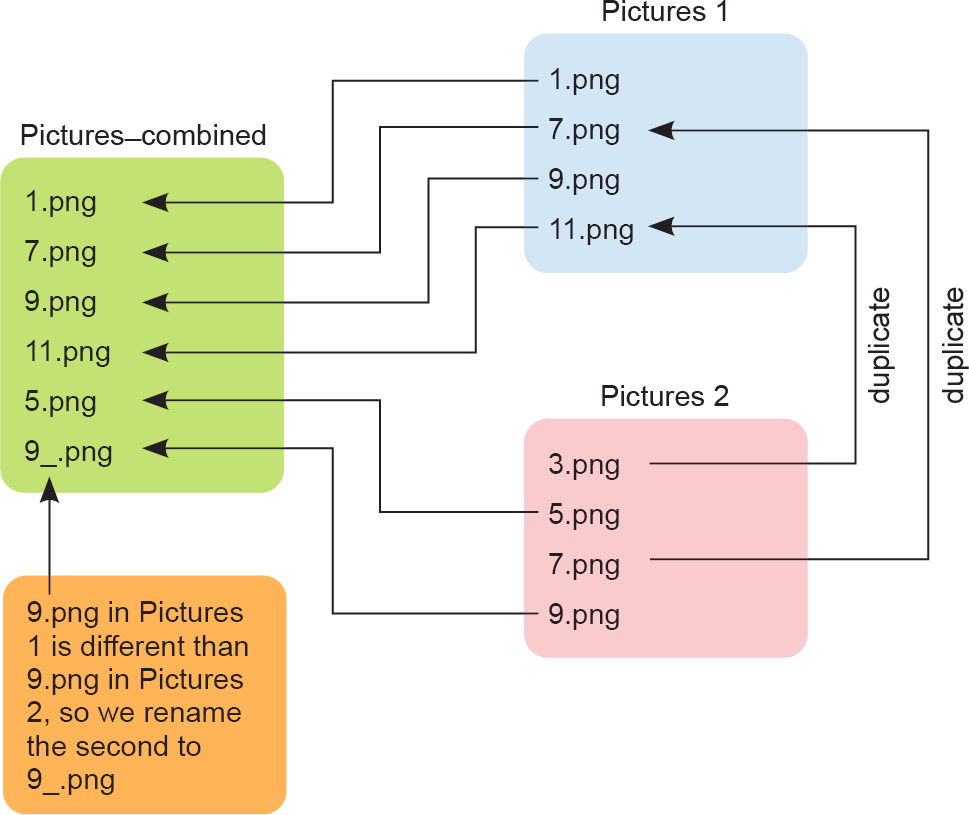 Pictures 1
1.png
7.png
9.png
11.png
Pictures–combined
1.png
7.png
9.png
11.png
5.png
9_.png
duplicate
duplicate
Pictures 2
3.png
5.png
7.png
9.png
9.png in Pictures
1 is different than
9.png in Pictures
2, so we rename
the second to
9_.png